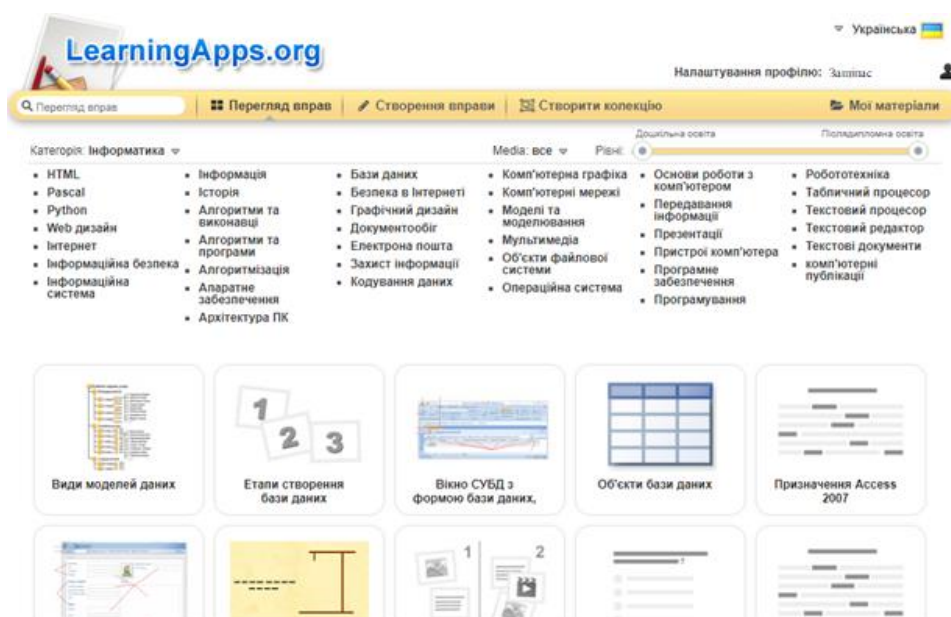 LearningApps.org
Українська
Налаштування профілю:
Перегляд вправ
Перегляд вправ
Створення вправи
Створити колекцію
Мої матеріали
Дошкільна освіта
Післядипломна освіта
Категорія: Інформатика
Media: все
Рівні:
HTML
Pascal
Python
Web дизайн
Інтернет
Інформаційна безпека
Інформаційна
система
Інформація
Історія
Алгоритми та
виконавці
Алгоритми та
програми
Алгоритмізація
Апаратне
забезпечення
Архітектура ПК
Бази даних
Безпека в Інтернеті
Графічний дизайн
Документообіг
Електрона пошта
Захист інформації
Кодування даних
Комп'ютерна графіка
Комп'ютерні мережі
Моделі та
моделювання
Мультимедіа
Об'єкти файлової
системи
Операційна система
Основи роботи з
комп'ютером
Передавання
інформації
Презентації
Пристрої комп'ютера
Програмне
забезпечення
Програмування
Робототехніка
Табличний процесор
Текстовий процесор
Текстовий редактор
Текстові документи
комп'ютерні
публікації
1
2
3
Види моделей даних
Етапи створення
бази даних
Вікно СУБД з
формою бази даних,
Об'єкти бази даних
Призначення Access
2007
1
2
?